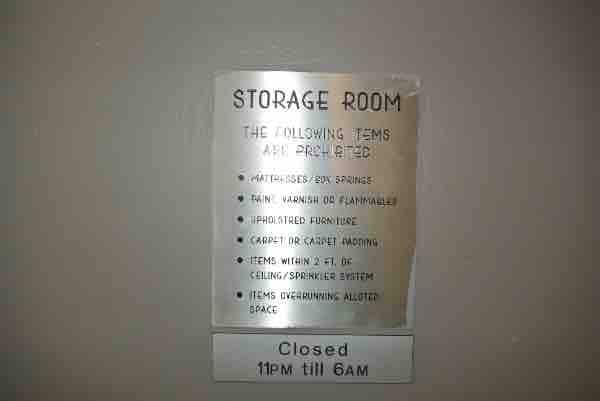 STORAGE ROOM
THE FOLLOWING ITEMS
ARE PROHIBITED
• MATTRESSES/BOX SPRINGS
• PAINT, VARNISH OR FLAMMABLES
• UPHOLSTRED FURNITURE
• CARPET OR CARPET PADDING
• ITEMS WITHIN 2 FT. OF
CEILING/SPRINKLER SYSTEM
• ITEMS OVERRUNNING ALLOTED
SPACE
Closed
11PM till 6AM